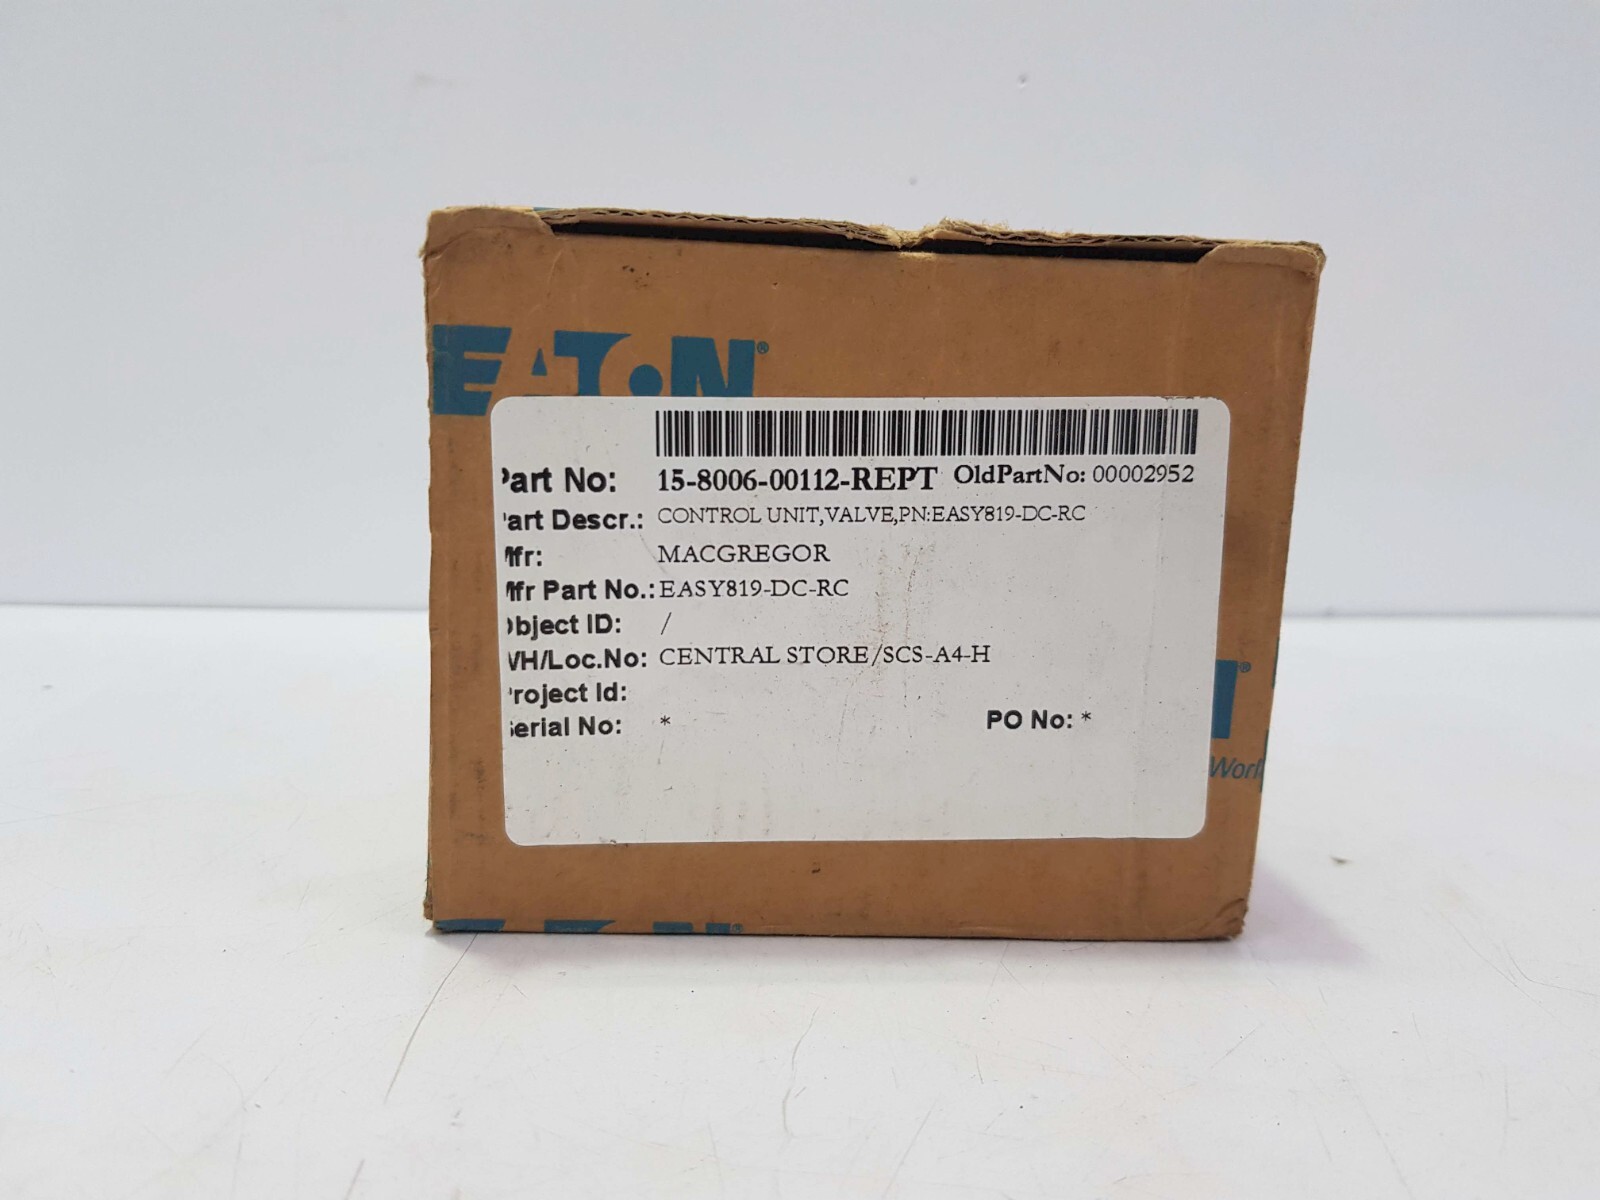 EATON®
Part No: 15-8006-00112-REPT OldPartNo: 00002952
Part Descr.: CONTROL UNIT,VALVE,PN:EASY819-DC-RC
Mfr: MACGREGOR
Mfr Part No.: EASY819-DC-RC
Object ID: /
WH/Loc.No: CENTRAL STORE/SCS-A4-H
Project Id:
Serial No: * PO No: *
®
Worl
EATON®